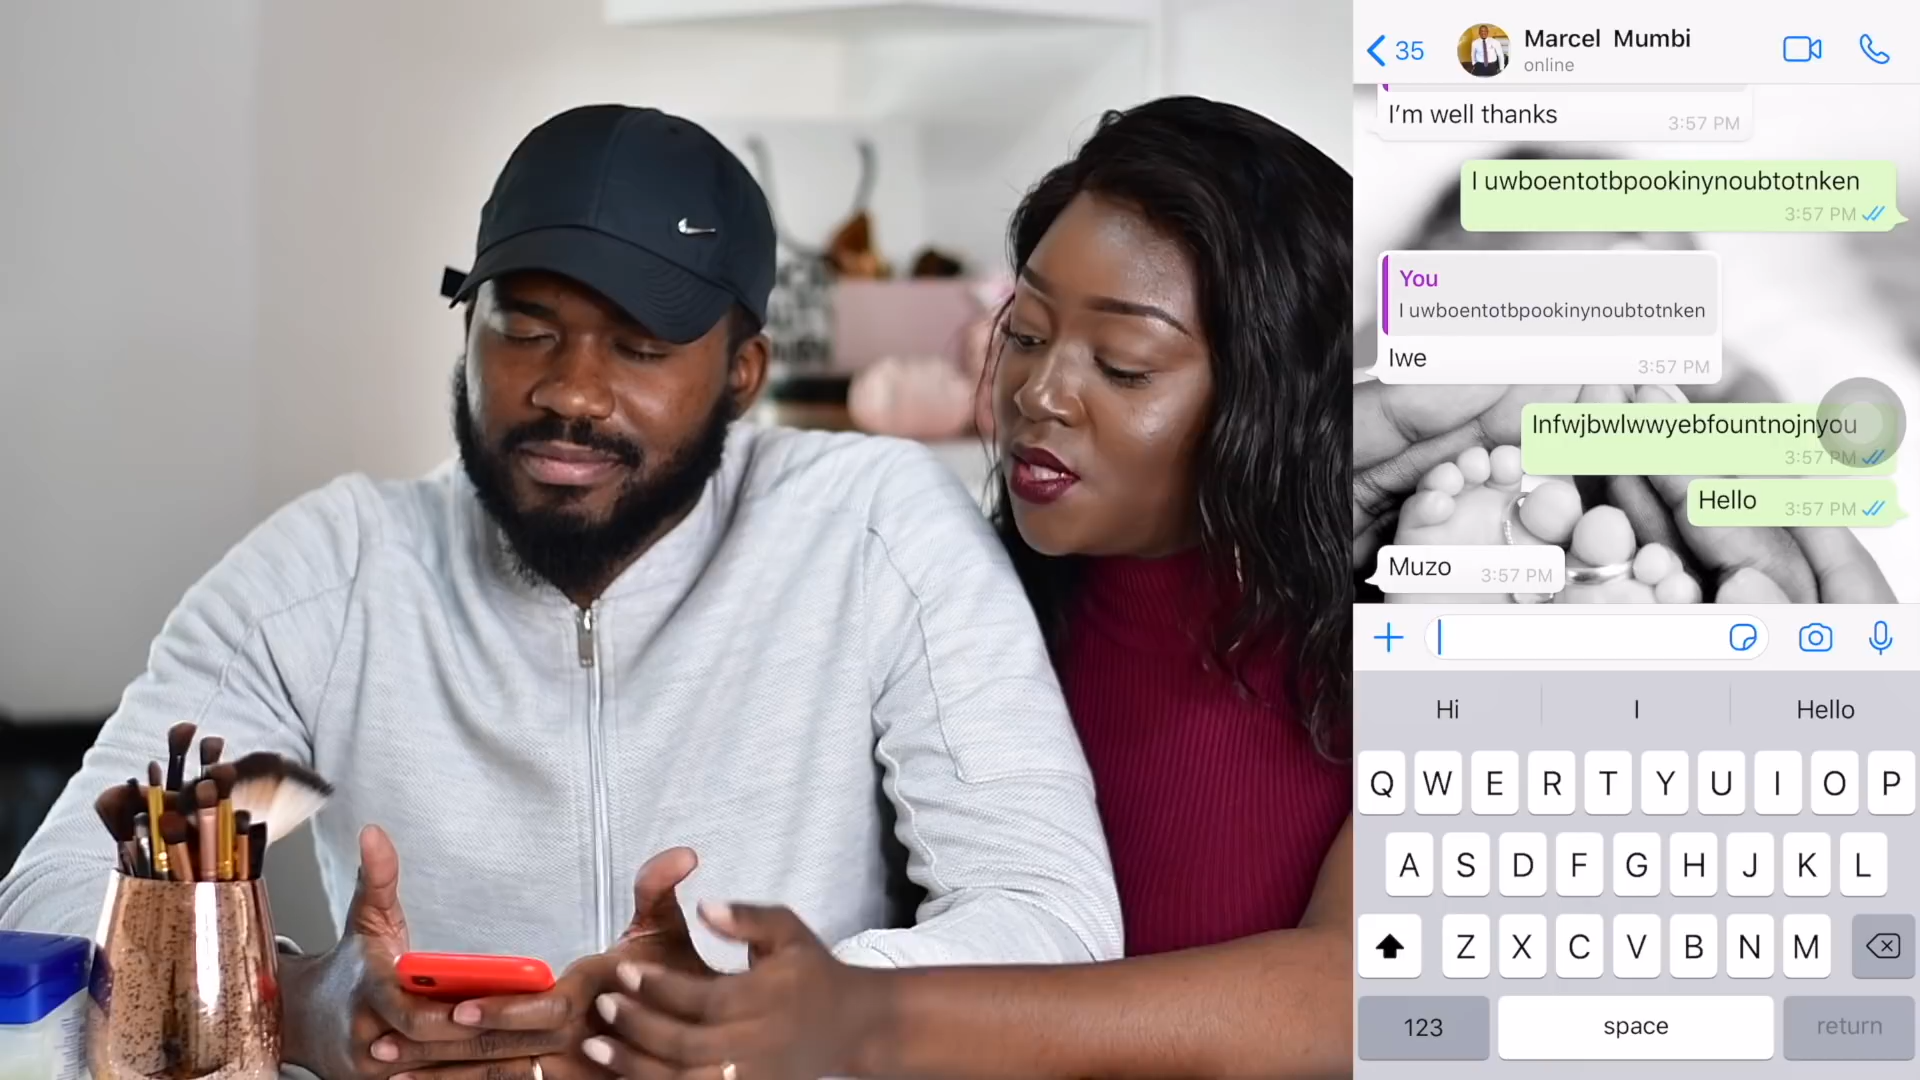 35
Marcel Mumbi
online
I'm well thanks
3:57 PM
I uwboentotbpookinynoubtotnken
3:57 PM
You
I uwboentotbpookinynoubtotnken
Iwe
3:57 PM
Infwjbwlwwyebfountnojnyou
3:57 PM
Hello
3:57 PM
Muzo
3:57 PM
Hi I Hello
Q W E R T Y U I O P
A S D F G H J K L
Z X C V B N M
123 space return